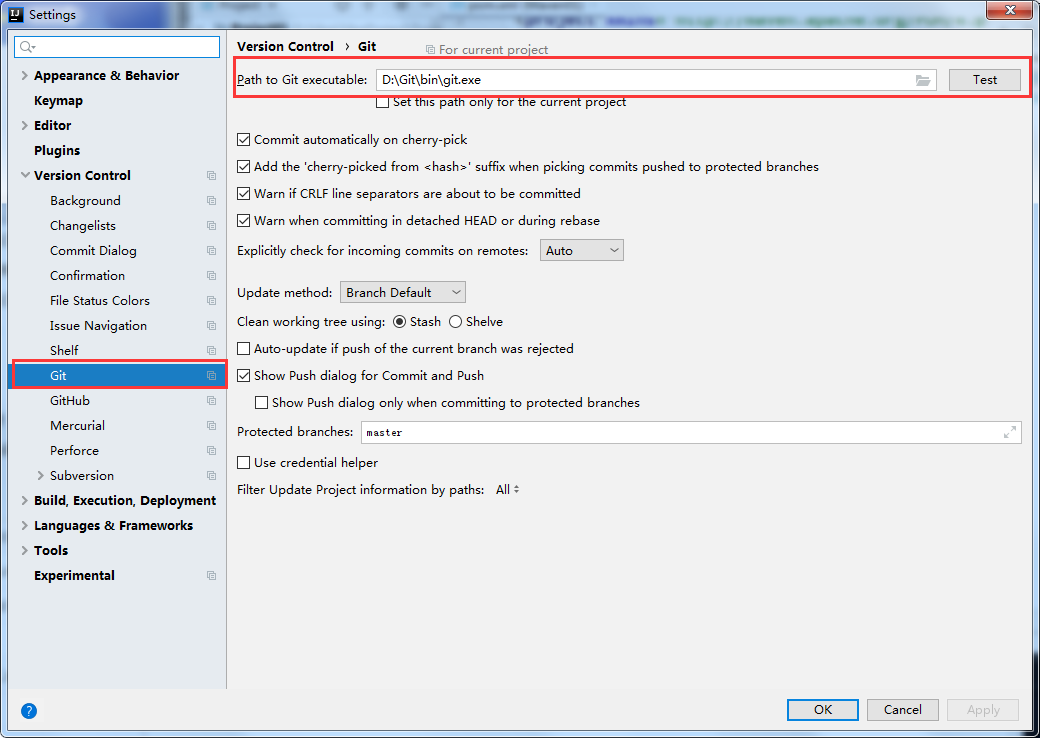 Settings
Version Control › Git For current project
Path to Git executable: D:\Git\bin\git.exe Test
Set this path only for the current project
Appearance & Behavior
Keymap
Editor
Plugins
Version Control
Background
Changelists
Commit Dialog
Confirmation
File Status Colors
Issue Navigation
Shelf
Git
GitHub
Mercurial
Perforce
Subversion
Build, Execution, Deployment
Languages & Frameworks
Tools
Experimental
Commit automatically on cherry-pick
Add the 'cherry-picked from <hash>' suffix when picking commits pushed to protected branches
Warn if CRLF line separators are about to be committed
Warn when committing in detached HEAD or during rebase
Explicitly check for incoming commits on remotes: Auto
Update method: Branch Default
Clean working tree using: Stash Shelve
Auto-update if push of the current branch was rejected
Show Push dialog for Commit and Push
Show Push dialog only when committing to protected branches
Protected branches: master
Use credential helper
Filter Update Project information by paths: All
? OK Cancel Apply